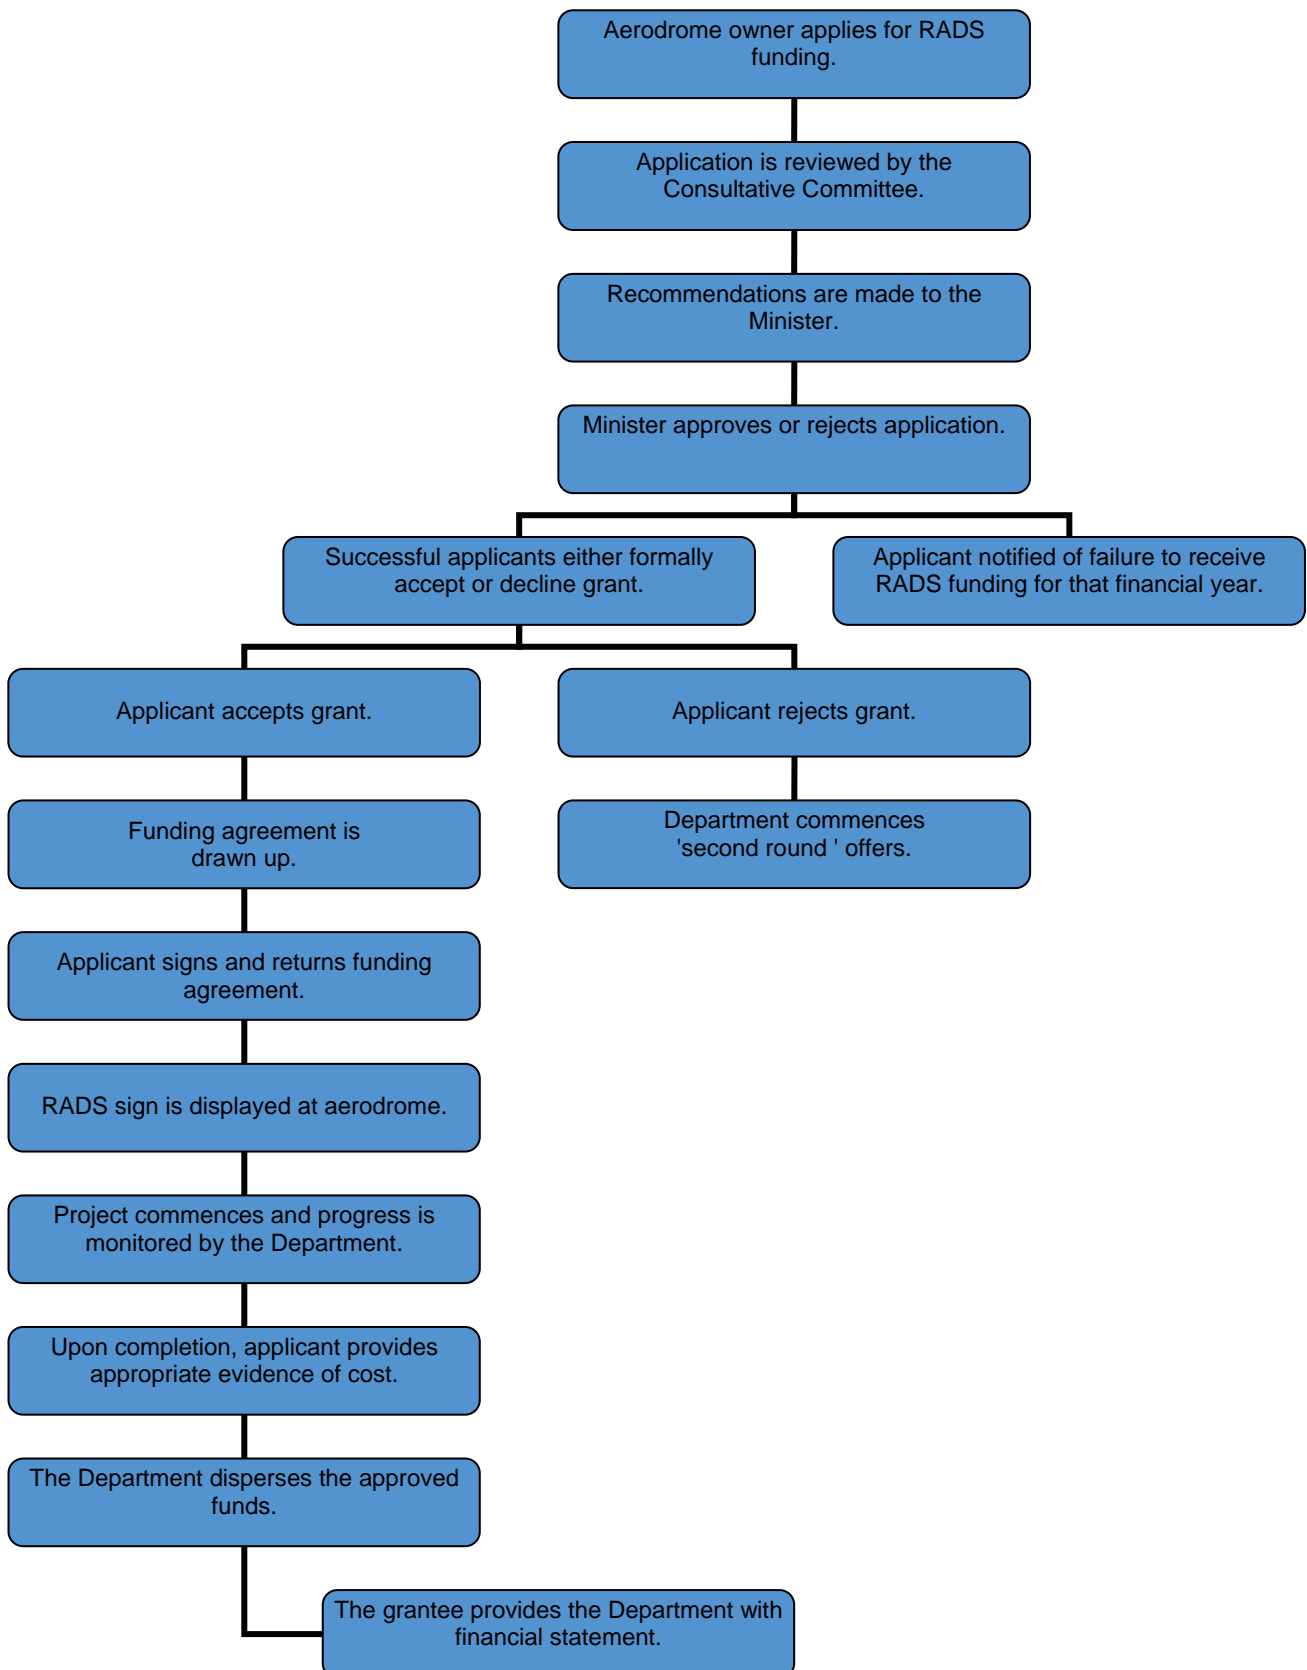 Aerodrome owner applies for RADS
funding.
Application is reviewed by the
Consultative Committee.
Recommendations are made to the
Minister.
Minister approves or rejects application.
Successful applicants either formally
accept or decline grant.
Applicant notified of failure to receive
RADS funding for that financial year.
Applicant accepts grant.
Applicant rejects grant.
Funding agreement is
drawn up.
Department commences
'second round ' offers.
Applicant signs and returns funding
agreement.
RADS sign is displayed at aerodrome.
Project commences and progress is
monitored by the Department.
Upon completion, applicant provides
appropriate evidence of cost.
The Department disperses the approved
funds.
The grantee provides the Department with
financial statement.